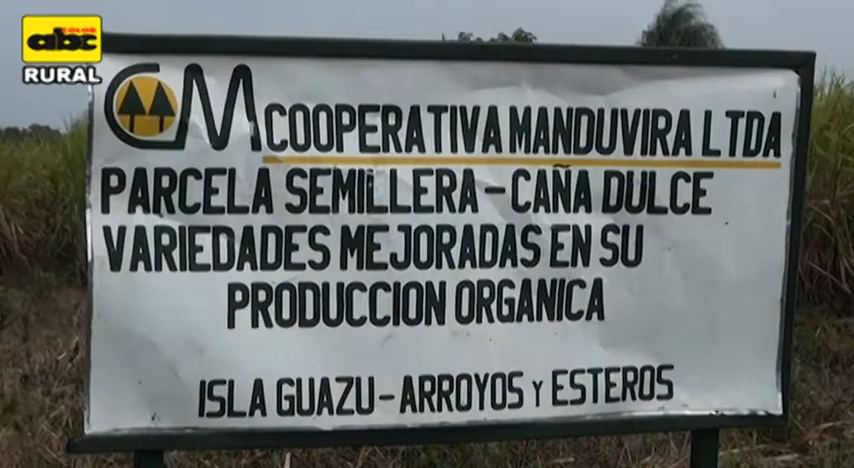 abc COLOR
RURAL
CM COOPERATIVA MANDUVIRA LTDA
PARCELA SEMILLERA - CAÑA DULCE
VARIEDADES MEJORADAS EN SU
PRODUCCION ORGANICA
ISLA GUAZU - ARROYOS Y ESTEROS